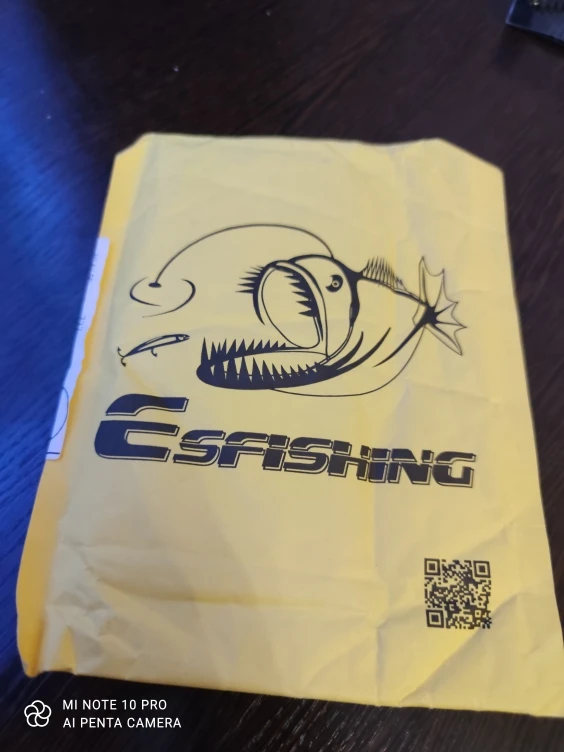 ESFISHING
MI NOTE 10 PRO
AI PENTA CAMERA